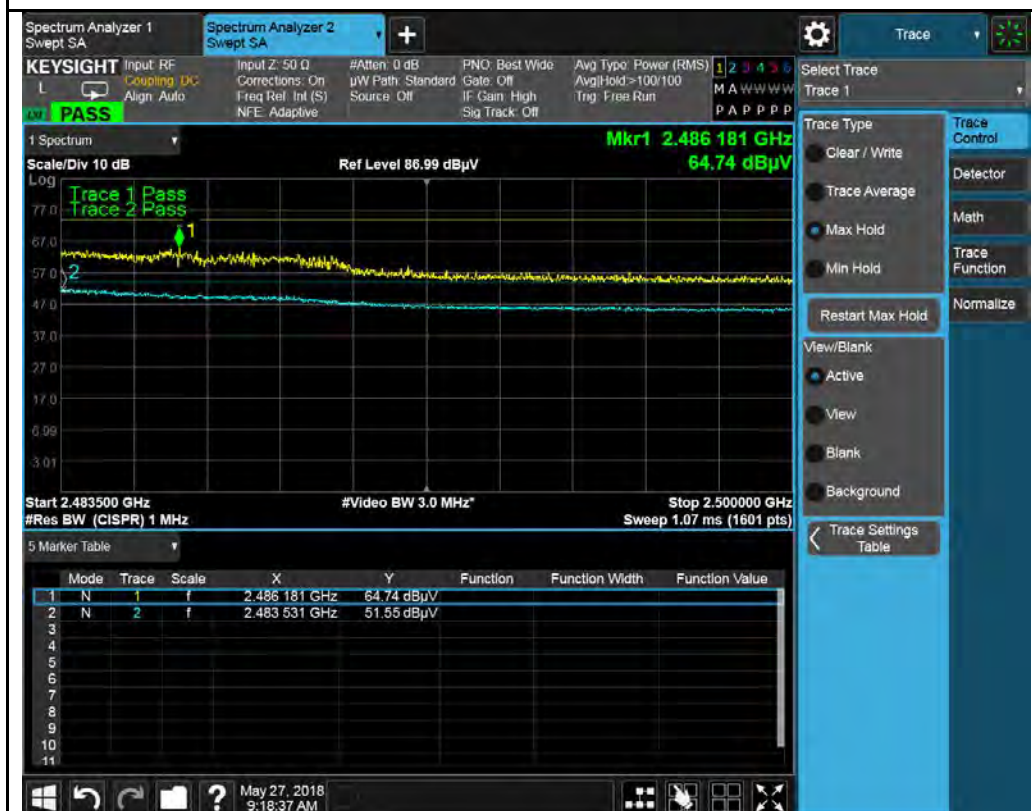 Spectrum Analyzer 1
Swept SA
Spectrum Analyzer 2
Swept SA
+
Trace
KEYSIGHT
L
PASS
Input: RF
Coupling: DC
Align: Auto
Input Z: 50 Ω
Corrections: On
Freq Ref: Int (S)
NFE: Adaptive
#Atten: 0 dB
µW Path: Standard
Source: Off
PNO: Best Wide
Gate: Off
IF Gain: High
Sig Track: Off
Avg Type: Power (RMS)
Avg|Hold:>100/100
Trig: Free Run
1 2 3 4 5 6
M A W W W W
P A P P P P
Select Trace
Trace 1
1 Spectrum
Scale/Div 10 dB
Ref Level 86.99 dBµV
Mkr1 2.486 181 GHz
64.74 dBµV
Log
Trace 1 Pass
Trace 2 Pass
77.0
67.0
57.0
47.0
37.0
27.0
17.0
6.99
-3.01
1
2
Start 2.483500 GHz
#Video BW 3.0 MHz*
Stop 2.500000 GHz
#Res BW (CISPR) 1 MHz
Sweep 1.07 ms (1601 pts)
Trace Type
Clear / Write
Trace Average
Max Hold
Min Hold
Restart Max Hold
View/Blank
Active
View
Blank
Background
Trace Settings
Table
Trace
Control
Detector
Math
Trace
Function
Normalize
5 Marker Table
Mode Trace Scale X Y Function Function Width Function Value
1 N 1 f 2.486 181 GHz 64.74 dBµV
2 N 2 f 2.483 531 GHz 51.55 dBµV
3
4
5
6
7
8
9
10
11
?
May 27, 2018
9:18:37 AM